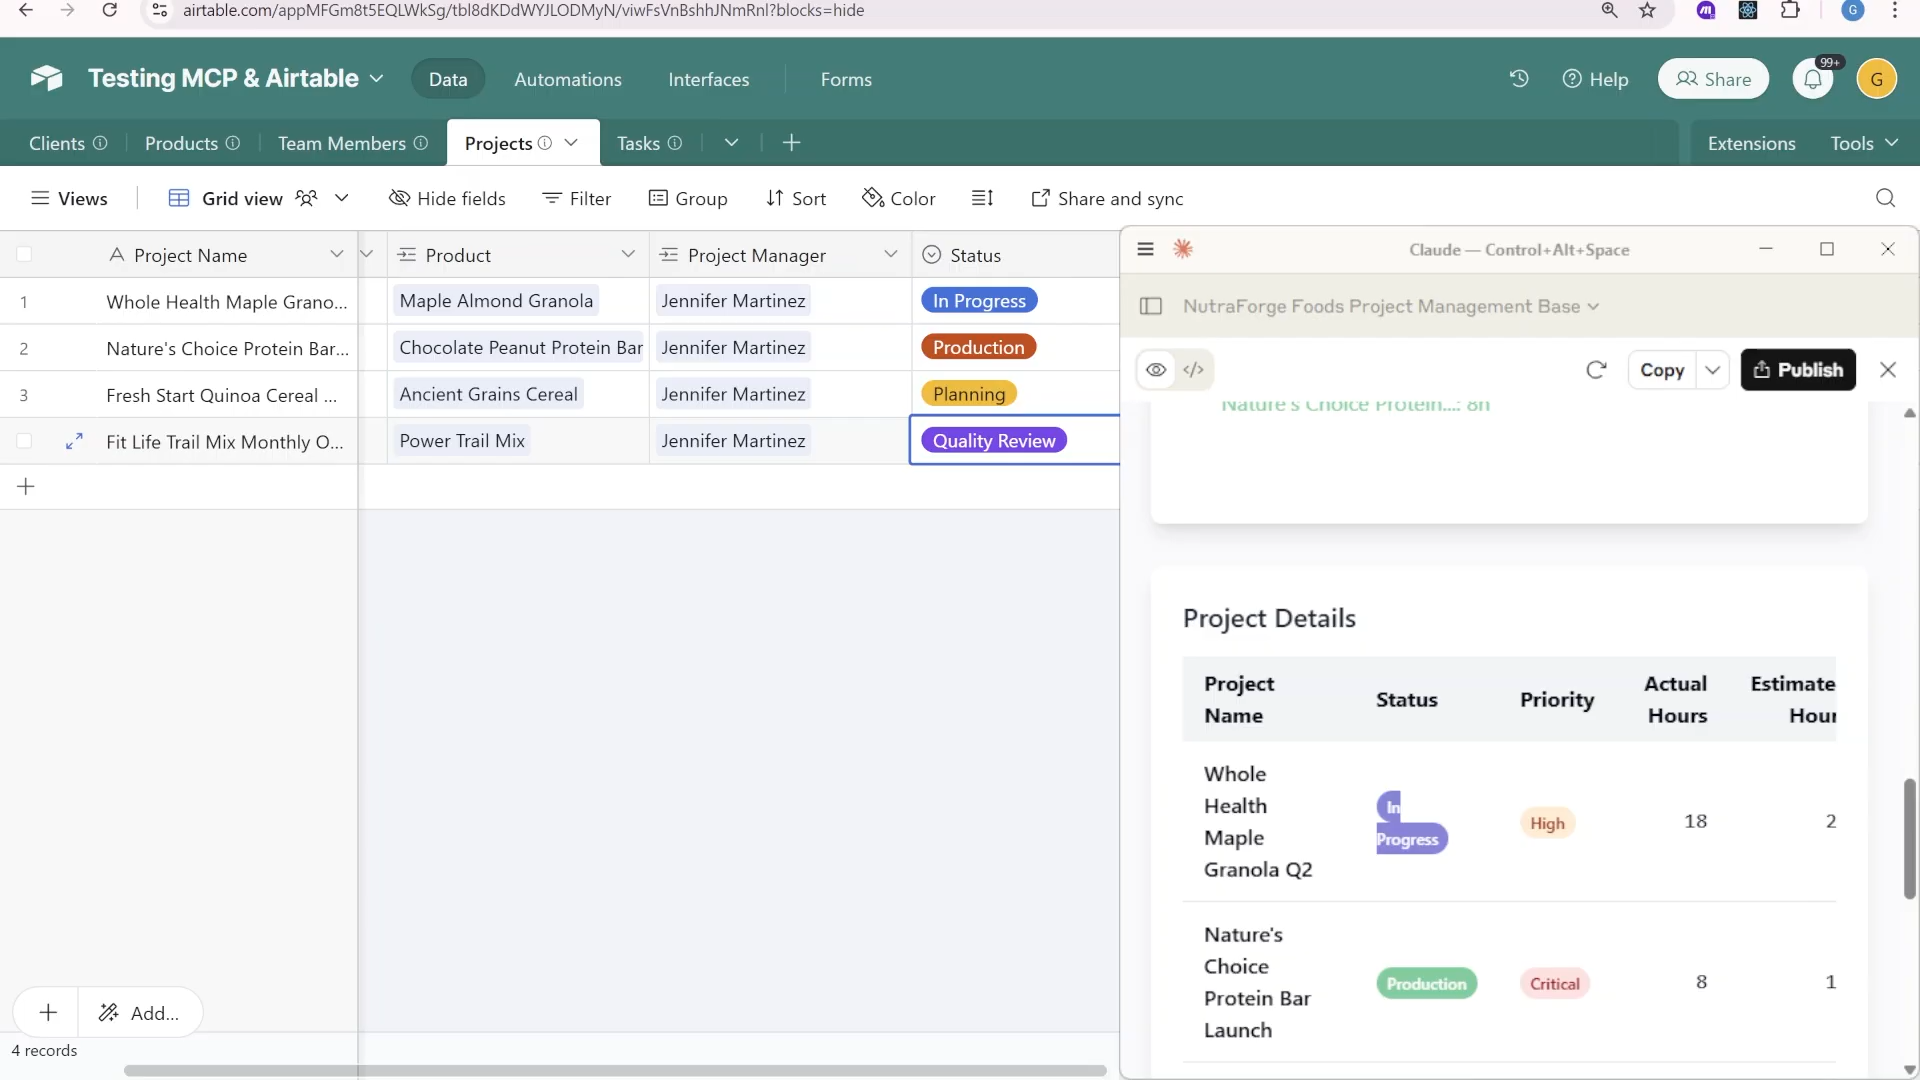 airtable.com/appMFGm8t5EQLWkSg/tbl8dKDdWYJLODMyN/viwFsVnBshhJNmRnl?blocks=hide
G
Testing MCP & Airtable
Data
Automations
Interfaces
Forms
Help
Share
99+
G
Clients
Products
Team Members
Projects
Tasks
Extensions
Tools
Views
Grid view
Hide fields
Filter
Group
Sort
Color
Share and sync
Project Name
Product
Project Manager
Status
1 Whole Health Maple Grano... Maple Almond Granola Jennifer Martinez In Progress
2 Nature's Choice Protein Bar... Chocolate Peanut Protein Bar Jennifer Martinez Production
3 Fresh Start Quinoa Cereal ... Ancient Grains Cereal Jennifer Martinez Planning
Fit Life Trail Mix Monthly O... Power Trail Mix Jennifer Martinez Quality Review
Add...
4 records
Claude — Control+Alt+Space
NutraForge Foods Project Management Base
Copy
Publish
Nature's Choice Protein...: 8h
Project Details
Project
Name
Status
Priority
Actual
Hours
Estimate
Hour
Whole
Health
Maple
Granola Q2
In
Progress
High
18
2
Nature's
Choice
Protein Bar
Launch
Production
Critical
8
1